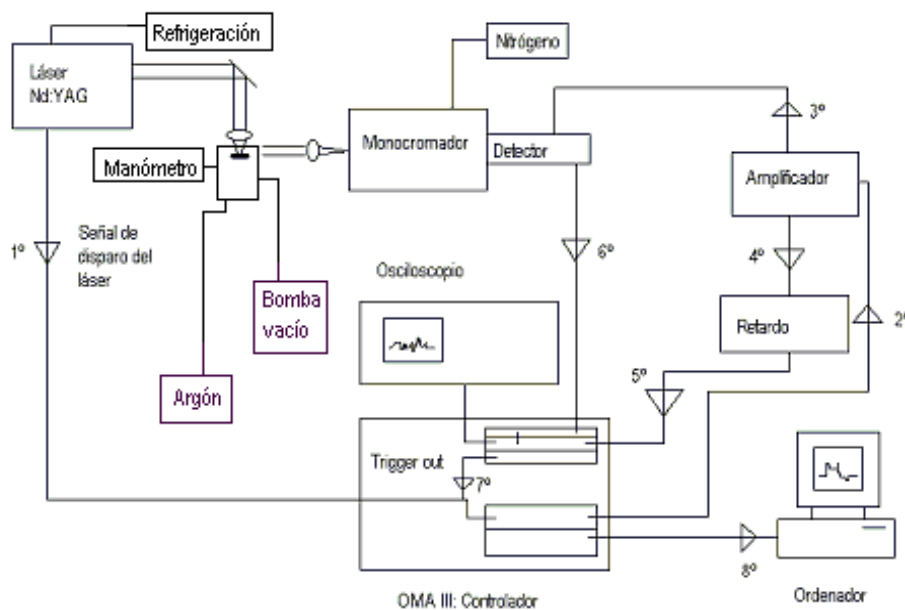 Refrigeración
Láser
Nd:YAG
Nitrógeno
3º
Monocromador
Detector
Manómetro
Amplificador
1º
Señal de
disparo del
láser
6º
4º
Osciloscopio
Bomba
vacío
Retardo
2º
5º
Argón
Trigger out
7º
8º
OMA III: Controlador
Ordenador